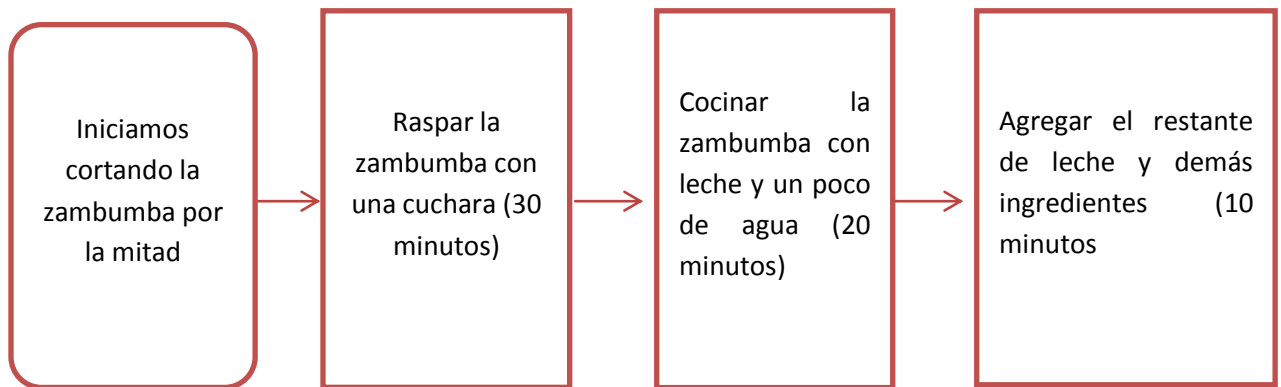 Iniciamos
cortando la
zambumba por
la mitad
Raspar la
zambumba con
una cuchara (30
minutos)
Cocinar la
zambumba con
leche y un poco
de agua (20
minutos)
Agregar el restante
de leche y demás
ingredientes (10
minutos